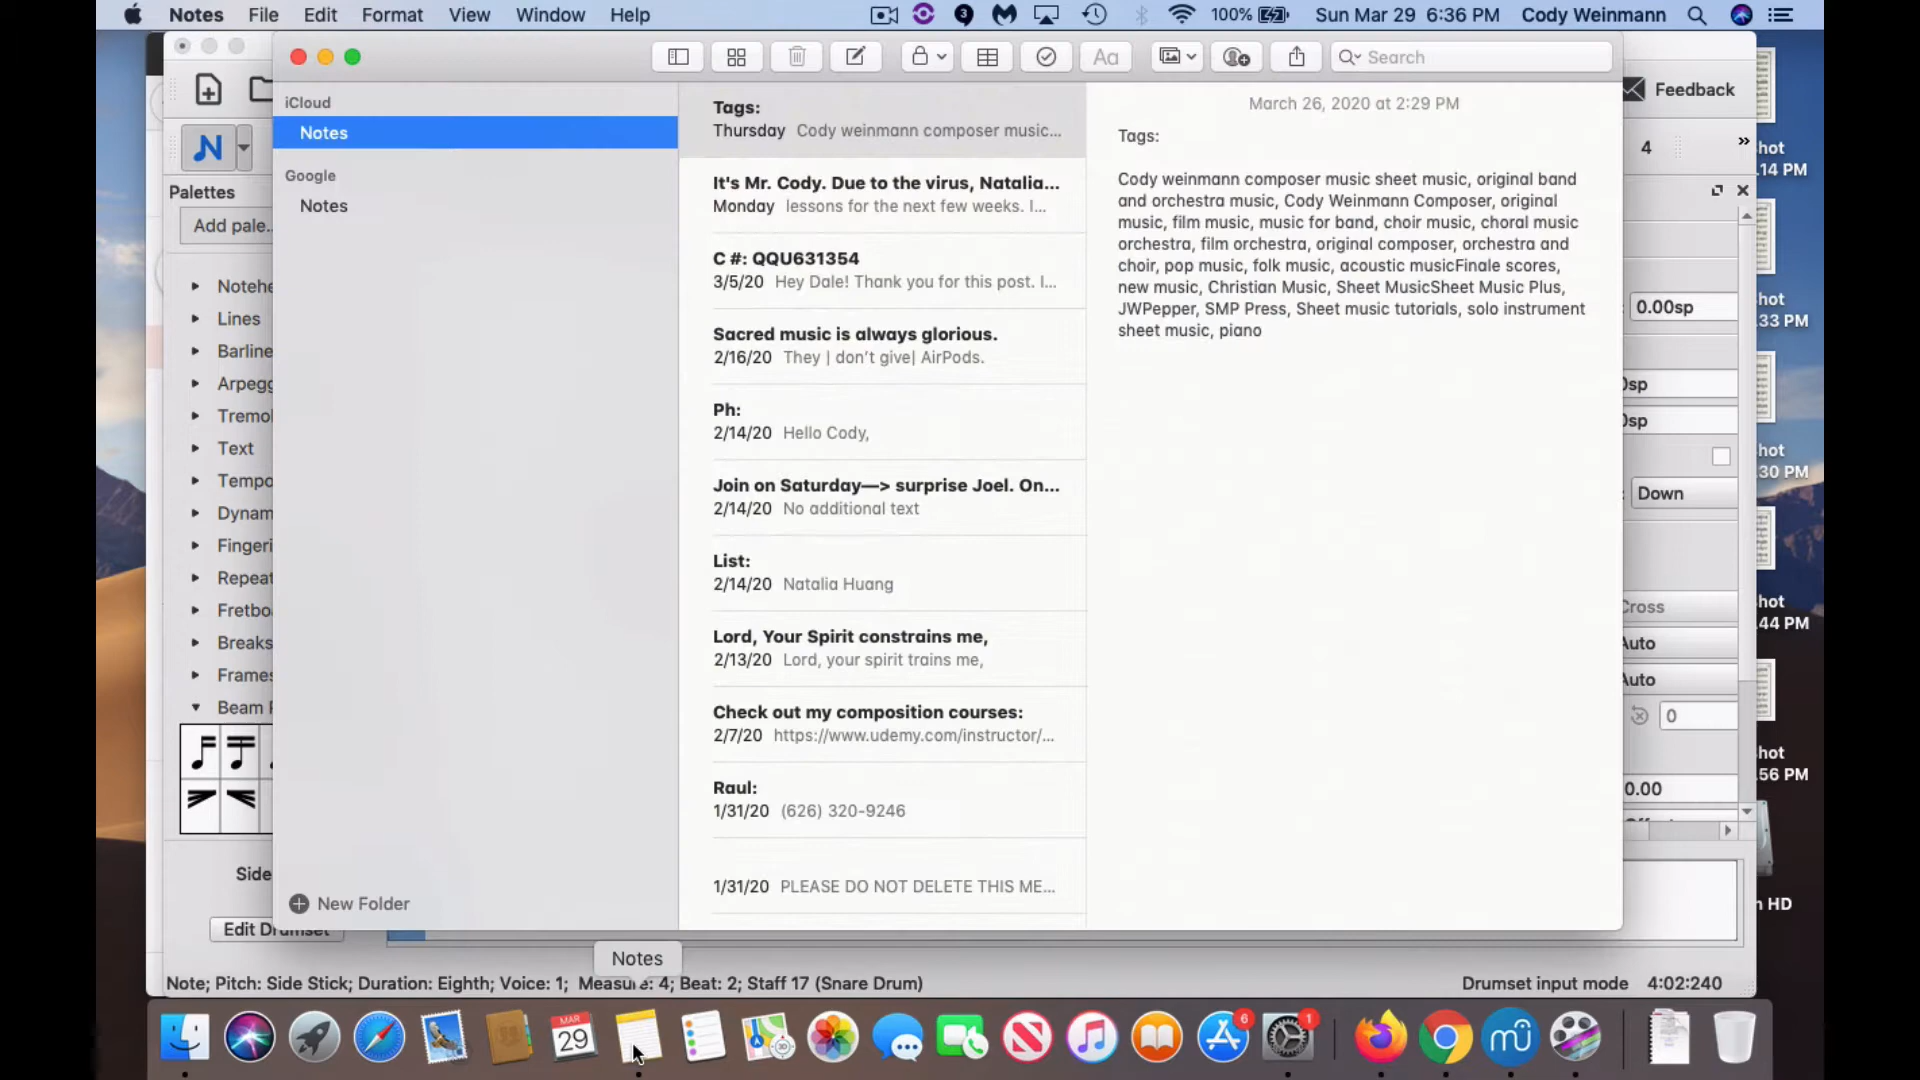 Notes File Edit Format View Window Help 3 100% Sun Mar 29 6:36 PM Cody Weinmann
Aa Search
Feedback
iCloud
Notes
Google
Notes
New Folder
Tags:
Thursday Cody weinmann composer music...
It's Mr. Cody. Due to the virus, Natalia...
Monday lessons for the next few weeks. I...
C #: QQU631354
3/5/20 Hey Dale! Thank you for this post. I...
Sacred music is always glorious.
2/16/20 They | don't give| AirPods.
Ph:
2/14/20 Hello Cody,
Join on Saturday—> surprise Joel. On...
2/14/20 No additional text
List:
2/14/20 Natalia Huang
Lord, Your Spirit constrains me,
2/13/20 Lord, your spirit trains me,
Check out my composition courses:
2/7/20 https://www.udemy.com/instructor/...
Raul:
1/31/20 (626) 320-9246
1/31/20 PLEASE DO NOT DELETE THIS ME...
March 26, 2020 at 2:29 PM
Tags:
Cody weinmann composer music sheet music, original band
and orchestra music, Cody Weinmann Composer, original
music, film music, music for band, choir music, choral music
orchestra, film orchestra, original composer, orchestra and
choir, pop music, folk music, acoustic musicFinale scores,
new music, Christian Music, Sheet MusicSheet Music Plus,
JWPepper, SMP Press, Sheet music tutorials, solo instrument
sheet music, piano
Palettes
Add pale..
Notehe
Lines
Barline
Arpegg
Tremol
Text
Tempo
Dynam
Fingeri
Repeat
Fretbo
Breaks
Frames
Beam P
Side
Edit Drumset
4
»
0.00sp
0sp
0sp
Down
Cross
Auto
Auto
0
0.00
Offset
hot
.14 PM
hot
.33 PM
hot
.30 PM
hot
.44 PM
hot
.56 PM
h HD
Notes
Note; Pitch: Side Stick; Duration: Eighth; Voice: 1; Measure: 4; Beat: 2; Staff 17 (Snare Drum) Drumset input mode 4:02:240
MAR
29
3D
6
1